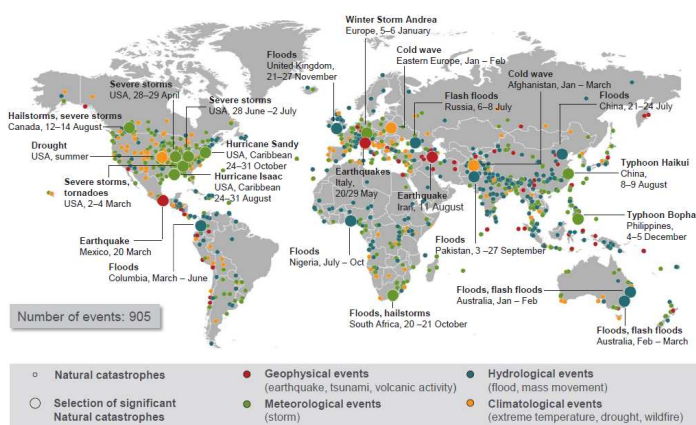 Winter Storm Andrea
Europe, 5–6 January
Floods
United Kingdom,
21–27 November
Cold wave
Eastern Europe, Jan – Feb
Cold wave
Afghanistan, Jan – March
Severe storms
USA, 28–29 April
Severe storms
USA, 28 June –2 July
Flash floods
Russia, 6–8 July
Floods
China, 21–24 July
Hailstorms, severe storms
Canada, 12–14 August
Drought
USA, summer
Hurricane Sandy
USA, Caribbean
24–31 October
Hurricane Isaac
USA, Caribbean
24–31 August
Severe storms,
tornadoes
USA, 2–4 March
Earthquakes
Italy,
20/29 May
Earthquake
Iran, 11 August
Typhoon Haikui
China,
8–9 August
Typhoon Bopha
Philippines,
4–5 December
Earthquake
Mexico, 20 March
Floods
Columbia, March – June
Floods
Nigeria, July – Oct
Floods
Pakistan, 3 –27 September
Floods, flash floods
Australia, Jan – Feb
Floods, hailstorms
South Africa, 20 –21 October
Floods, flash floods
Australia, Feb – March
Number of events: 905
Natural catastrophes
Selection of significant
Natural catastrophes
Geophysical events
(earthquake, tsunami, volcanic activity)
Meteorological events
(storm)
Hydrological events
(flood, mass movement)
Climatological events
(extreme temperature, drought, wildfire)